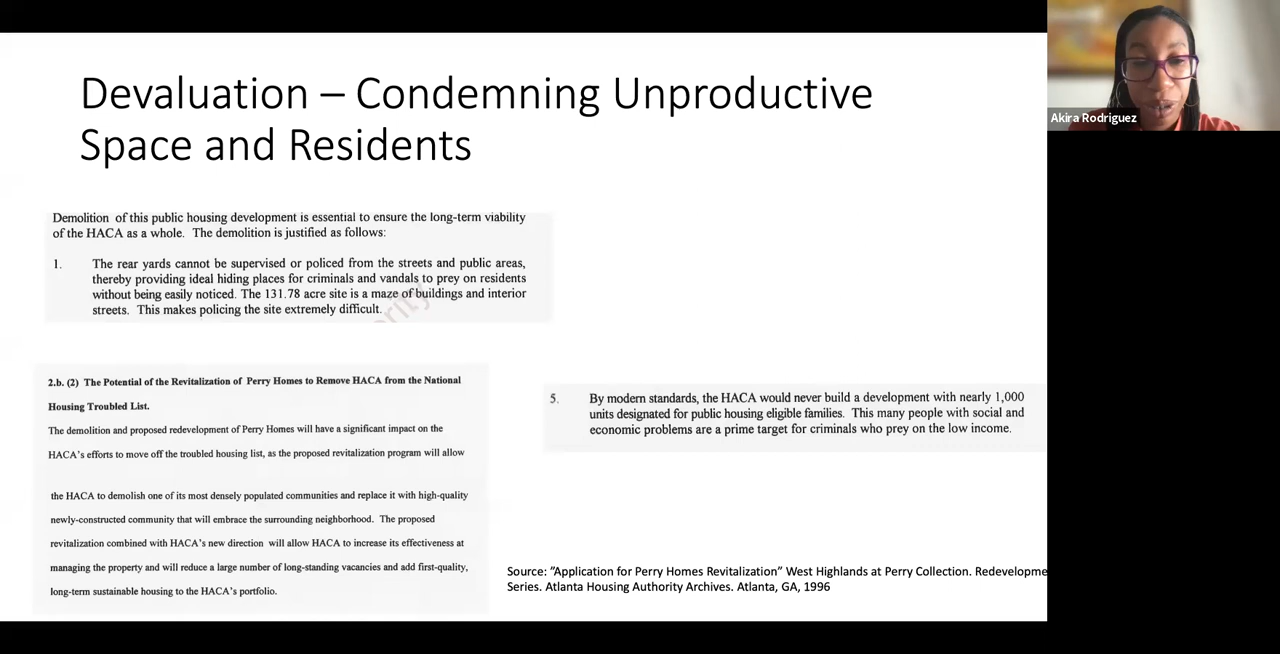 Devaluation – Condemning Unproductive
Space and Residents
Akira Rodriguez
Demolition of this public housing development is essential to ensure the long-term viability
of the HACA as a whole. The demolition is justified as follows:
1. The rear yards cannot be supervised or policed from the streets and public areas,
thereby providing ideal hiding places for criminals and vandals to prey on residents
without being easily noticed. The 131.78 acre site is a maze of buildings and interior
streets. This makes policing the site extremely difficult.
2.b. (2) The Potential of the Revitalization of Perry Homes to Remove HACA from the National
Housing Troubled List.
The demolition and proposed redevelopment of Perry Homes will have a significant impact on the
HACA's efforts to move off the troubled housing list, as the proposed revitalization program will allow
the HACA to demolish one of its most densely populated communities and replace it with high-quality
newly-constructed community that will embrace the surrounding neighborhood. The proposed
revitalization combined with HACA's new direction will allow HACA to increase its effectiveness at
managing the property and will reduce a large number of long-standing vacancies and add first-quality,
long-term sustainable housing to the HACA's portfolio.
5. By modern standards, the HACA would never build a development with nearly 1,000
units designated for public housing eligible families. This many people with social and
economic problems are a prime target for criminals who prey on the low income.
Source: "Application for Perry Homes Revitalization" West Highlands at Perry Collection. Redevelopme
Series. Atlanta Housing Authority Archives. Atlanta, GA, 1996